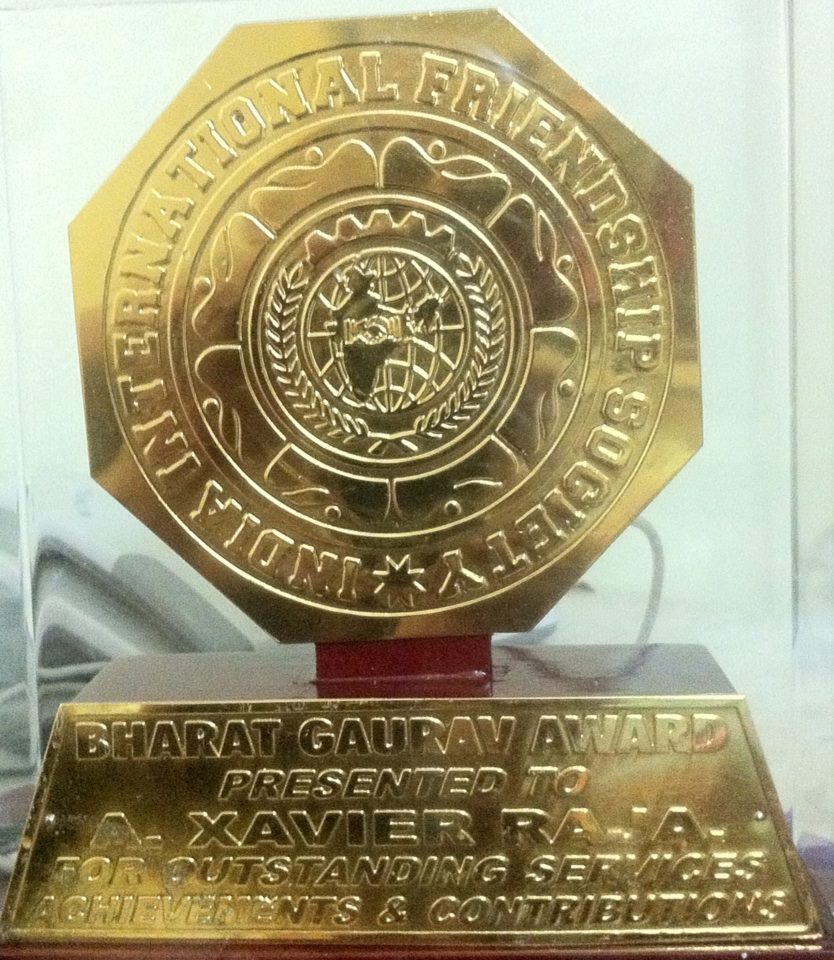 INDIA INTERNATIONAL FRIENDSHIP SOCIETY
BHARAT GAURAV AWARD
PRESENTED TO
A. XAVIER RAJA.
FOR OUTSTANDING SERVICES
ACHIEVEMENTS & CONTRIBUTIONS